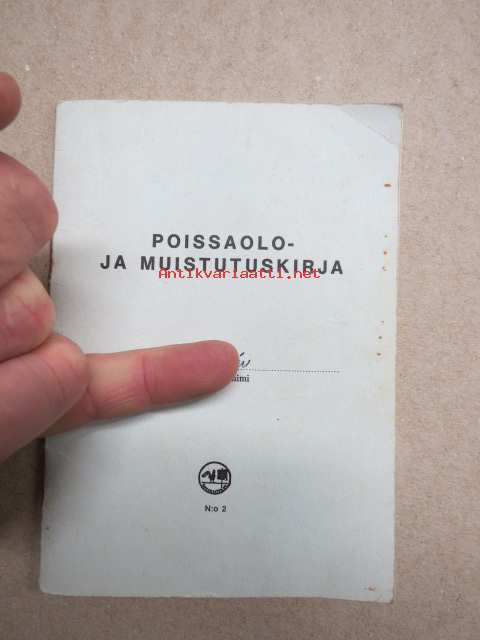 POISSAOLO-
JA MUISTUTUSKIRJA
Antikvariaatti.net
N:o 2